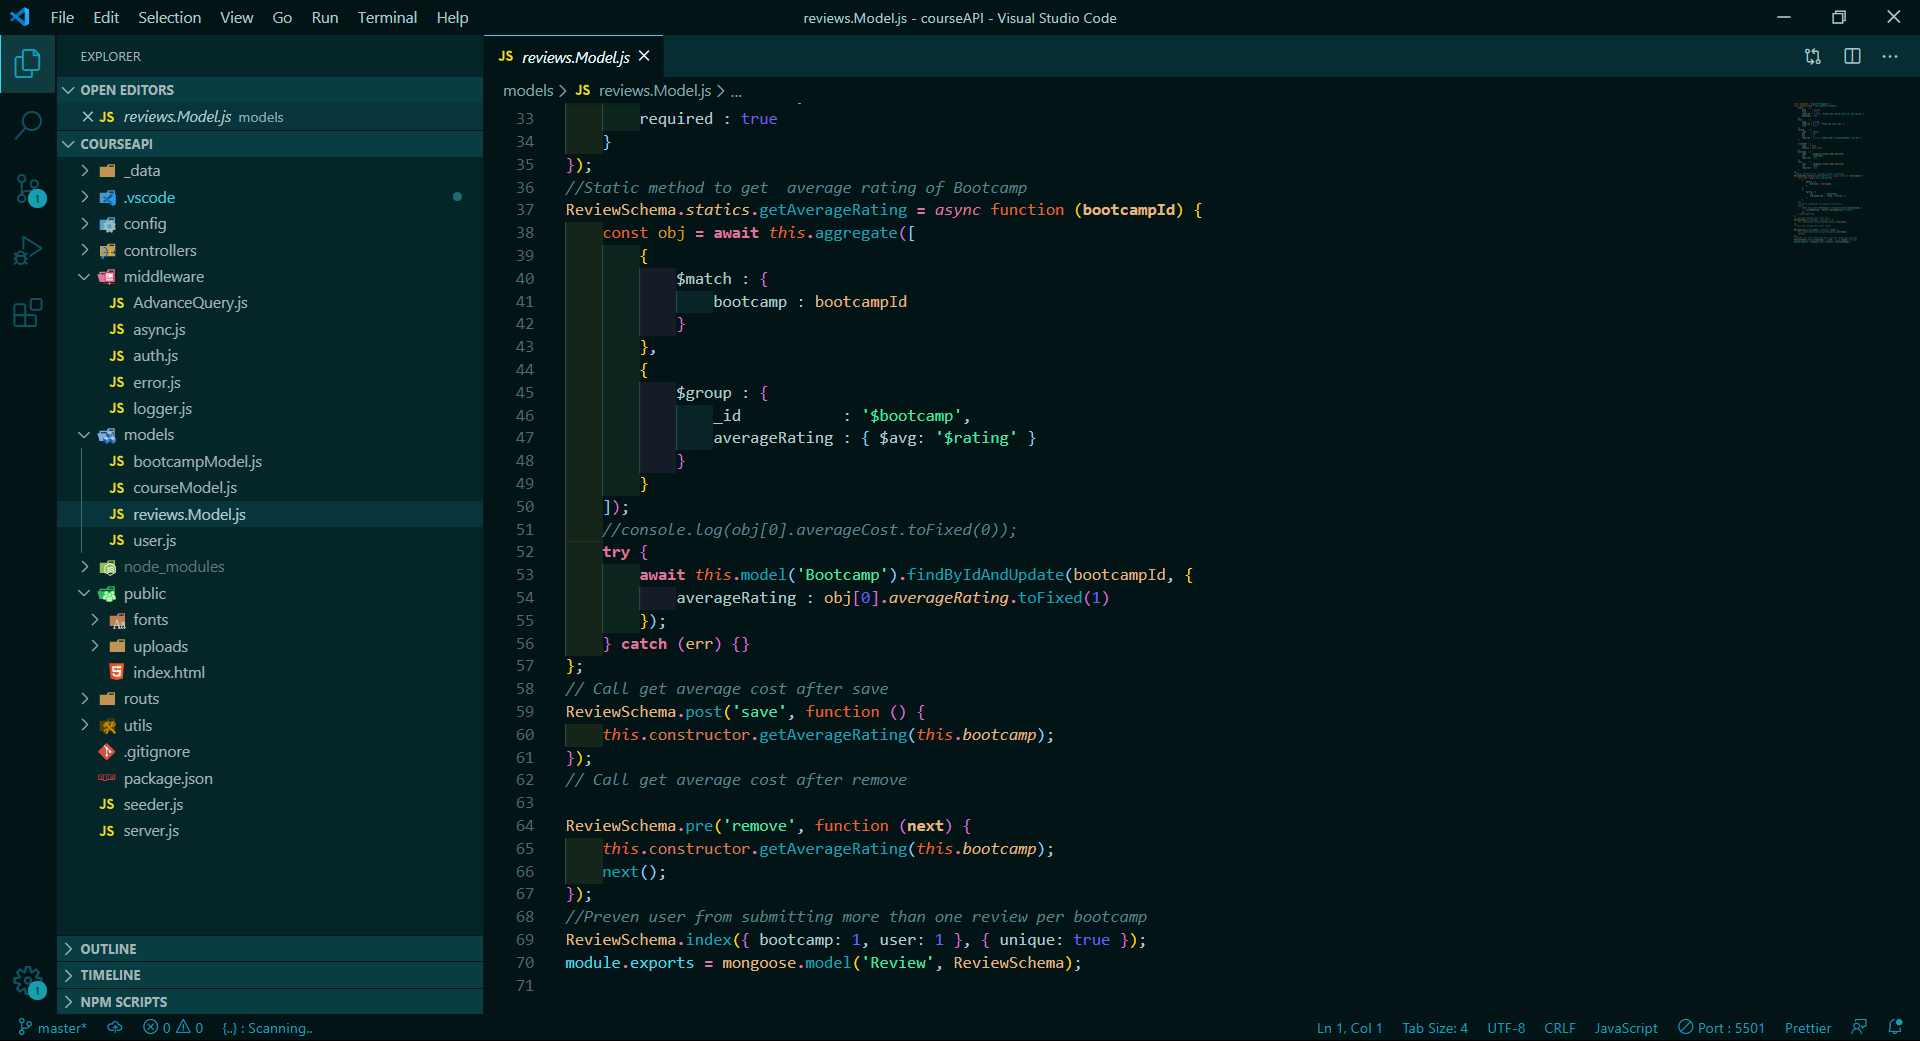 File Edit Selection View Go Run Terminal Help
reviews.Model.js - courseAPI - Visual Studio Code
EXPLORER
OPEN EDITORS
JS reviews.Model.js models
COURSEAPI
_data
.vscode
config
controllers
middleware
JS AdvanceQuery.js
JS async.js
JS auth.js
JS error.js
JS logger.js
models
JS bootcampModel.js
JS courseModel.js
JS reviews.Model.js
JS user.js
node_modules
public
fonts
uploads
index.html
routs
utils
.gitignore
package.json
JS seeder.js
JS server.js
OUTLINE
TIMELINE
NPM SCRIPTS
1
1
JS reviews.Model.js
models > JS reviews.Model.js > ...
33 required : true
34 }
35 });
36 //Static method to get  average rating of Bootcamp
37 ReviewSchema.statics.getAverageRating = async function (bootcampId) {
38 const obj = await this.aggregate([
39 {
40 $match : {
41 bootcamp : bootcampId
42 }
43 },
44 {
45 $group : {
46 _id           : '$bootcamp',
47 averageRating : { $avg: '$rating' }
48 }
49 }
50 ]);
51 //console.log(obj[0].averageCost.toFixed(0));
52 try {
53 await this.model('Bootcamp').findByIdAndUpdate(bootcampId, {
54 averageRating : obj[0].averageRating.toFixed(1)
55 });
56 } catch (err) {}
57 };
58 // Call get average cost after save
59 ReviewSchema.post('save', function () {
60 this.constructor.getAverageRating(this.bootcamp);
61 });
62 // Call get average cost after remove
63
64 ReviewSchema.pre('remove', function (next) {
65 this.constructor.getAverageRating(this.bootcamp);
66 next();
67 });
68 //Preven user from submitting more than one review per bootcamp
69 ReviewSchema.index({ bootcamp: 1, user: 1 }, { unique: true });
70 module.exports = mongoose.model('Review', ReviewSchema);
71
master* 0 0 {..} : Scanning.. Ln 1, Col 1 Tab Size: 4 UTF-8 CRLF JavaScript Port : 5501 Prettier